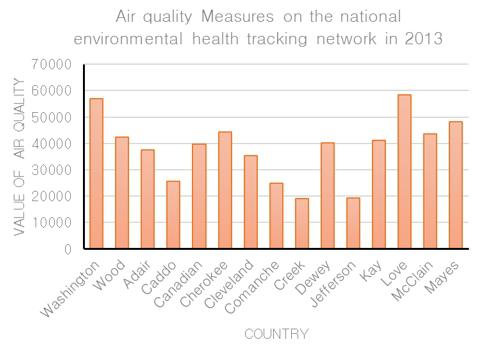 Air quality Measures on the national
environmental health tracking network in 2013
VALUE OF AIR QUALITY
70000
60000
50000
40000
30000
20000
10000
0
Washington
Wood
Adair
Caddo
Canadian
Cherokee
Cleveland
Comanche
Creek
Dewey
Jefferson
Kay
Love
McClain
Mayes
COUNTRY